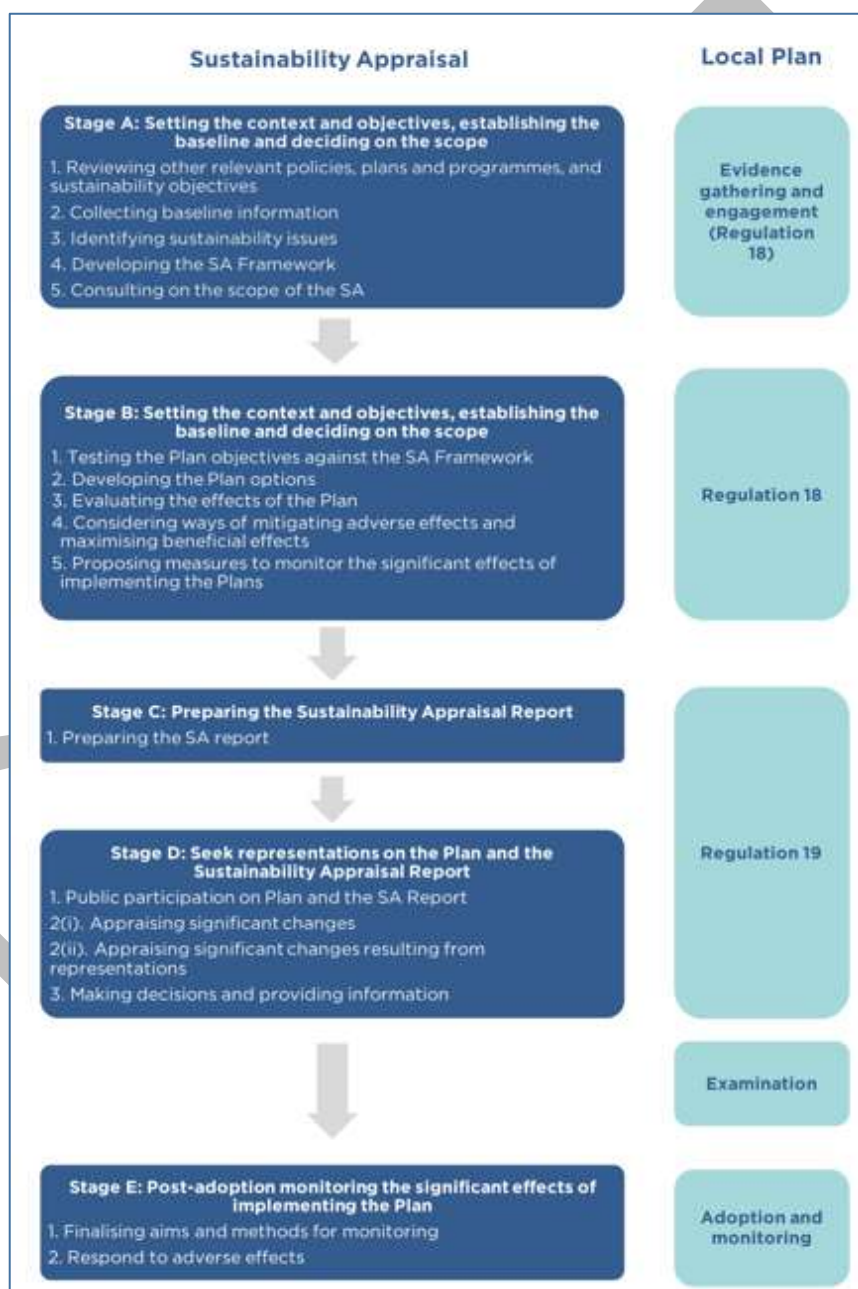 Sustainability Appraisal
Local Plan
Stage A: Setting the context and objectives, establishing the
baseline and deciding on the scope
1. Reviewing other relevant policies, plans and programmes, and
sustainability objectives
2. Collecting baseline information
3. Identifying sustainability issues
4. Developing the SA Framework
5. Consulting on the scope of the SA
Evidence
gathering and
engagement
(Regulation
18)
Stage B: Setting the context and objectives, establishing the
baseline and deciding on the scope
1. Testing the Plan objectives against the SA Framework
2. Developing the Plan options
3. Evaluating the effects of the Plan
4. Considering ways of mitigating adverse effects and
maximising beneficial effects
5. Proposing measures to monitor the significant effects of
implementing the Plans
Regulation 18
Stage C: Preparing the Sustainability Appraisal Report
1. Preparing the SA report
Stage D: Seek representations on the Plan and the
Sustainability Appraisal Report
1. Public participation on Plan and the SA Report
2(i). Appraising significant changes
2(ii). Appraising significant changes resulting from
representations
3. Making decisions and providing information
Regulation 19
Examination
Stage E: Post-adoption monitoring the significant effects of
implementing the Plan
1. Finalising aims and methods for monitoring
2. Respond to adverse effects
Adoption and
monitoring